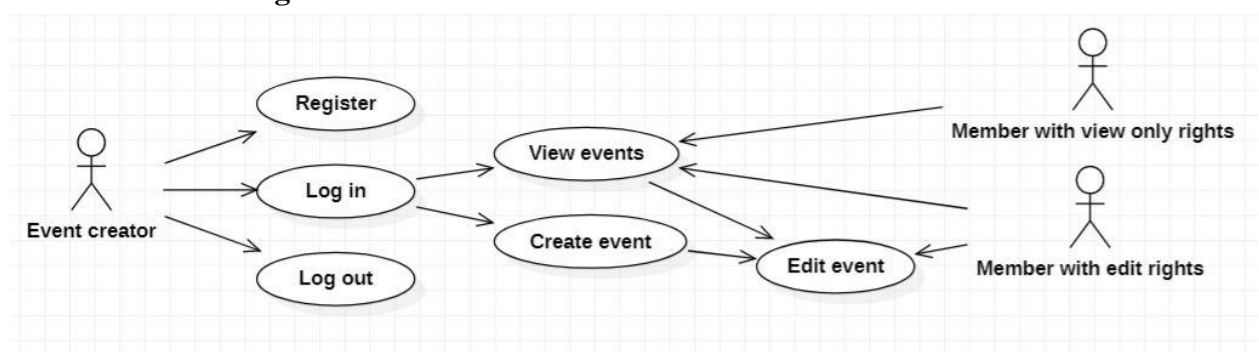 Register
Member with view only rights
View events
Log in
Event creator
Create event
Edit event
Member with edit rights
Log out